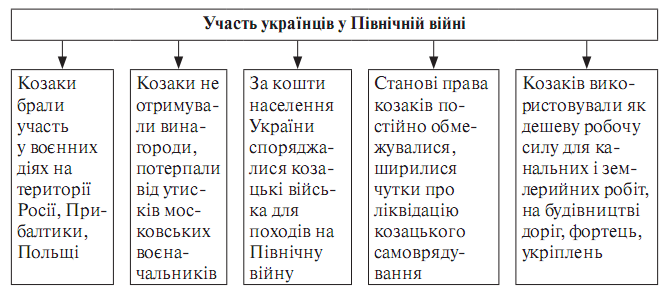 Участь українців у Північній війні
Козаки
брали
участь
у воєнних
діях на
території
Росії, При-
балтики,
Польщі
Козаки не
отримува-
ли вина-
городи,
потерпали
від утис-
ків мос-
ковських
воєна-
чальників
За кошти
населення
України
споряджа-
лися коза-
цькі війсь-
ка для
походів на
Північну
війну
Станові права
козаків по-
стійно обме-
жувалися,
ширилися
чутки про
ліквідацію
козацького
самовряду-
вання
Козаків вико-
ристовували як
дешеву робочу
силу для ка-
нальних і зем-
лерийних робіт,
на будівництві
доріг, фортець,
укріплень